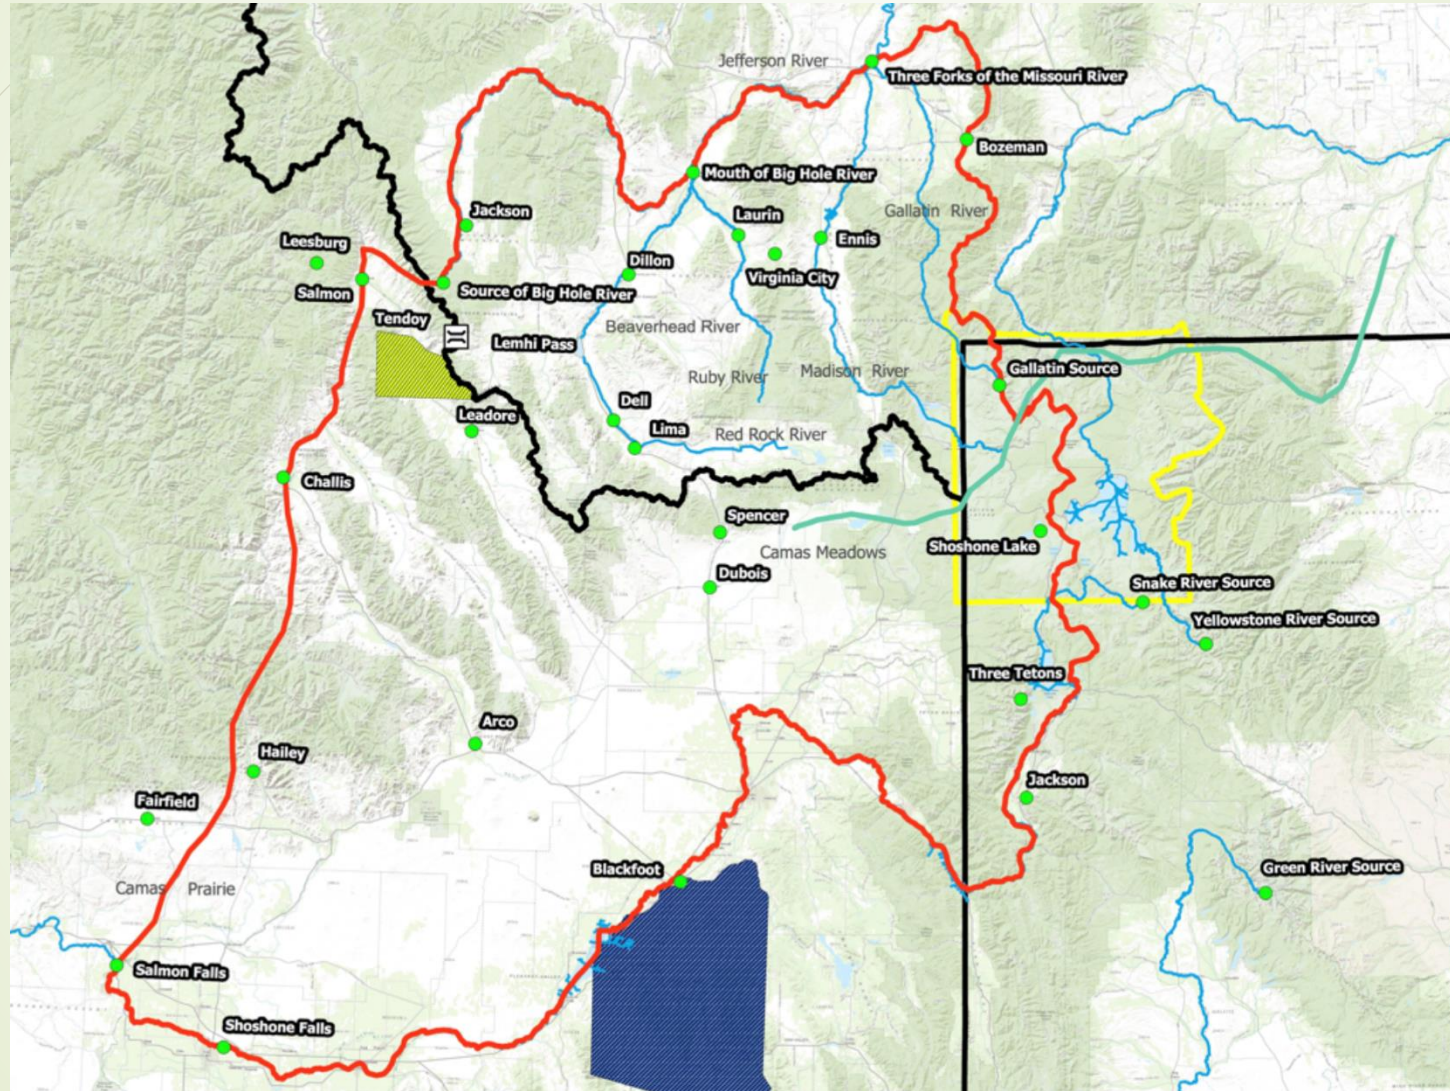 Jefferson River
Three Forks of the Missouri River
Bozeman
Mouth of Big Hole River
Jackson
Laurin
Gallatin River
Leesburg
Ennis
Dillon
Virginia City
Salmon
Source of Big Hole River
Tendoy
Beaverhead River
Lemhi Pass
Gallatin Source
Ruby River
Madison River
Dell
Leadore
Lima
Red Rock River
Challis
Spencer
Camas Meadows
Shoshone Lake
Dubois
Snake River Source
Yellowstone River Source
Three Tetons
Arco
Hailey
Jackson
Fairfield
Blackfoot
Green River Source
Camas Prairie
Salmon Falls
Shoshone Falls